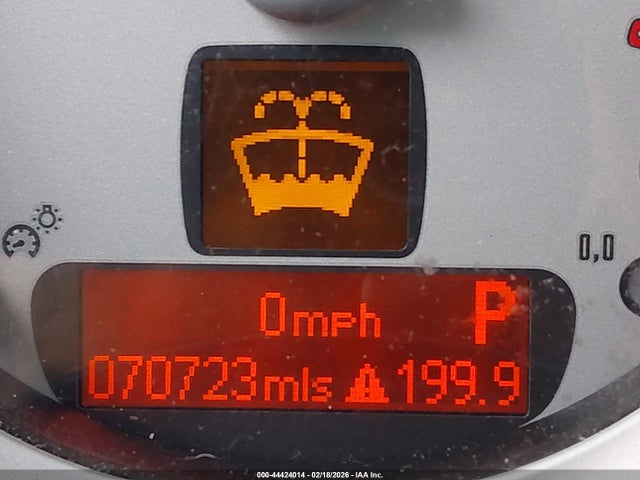 0,0
0mph P
070723mls 199.9
000-44424014 - 02/18/2026 - IAA Inc.